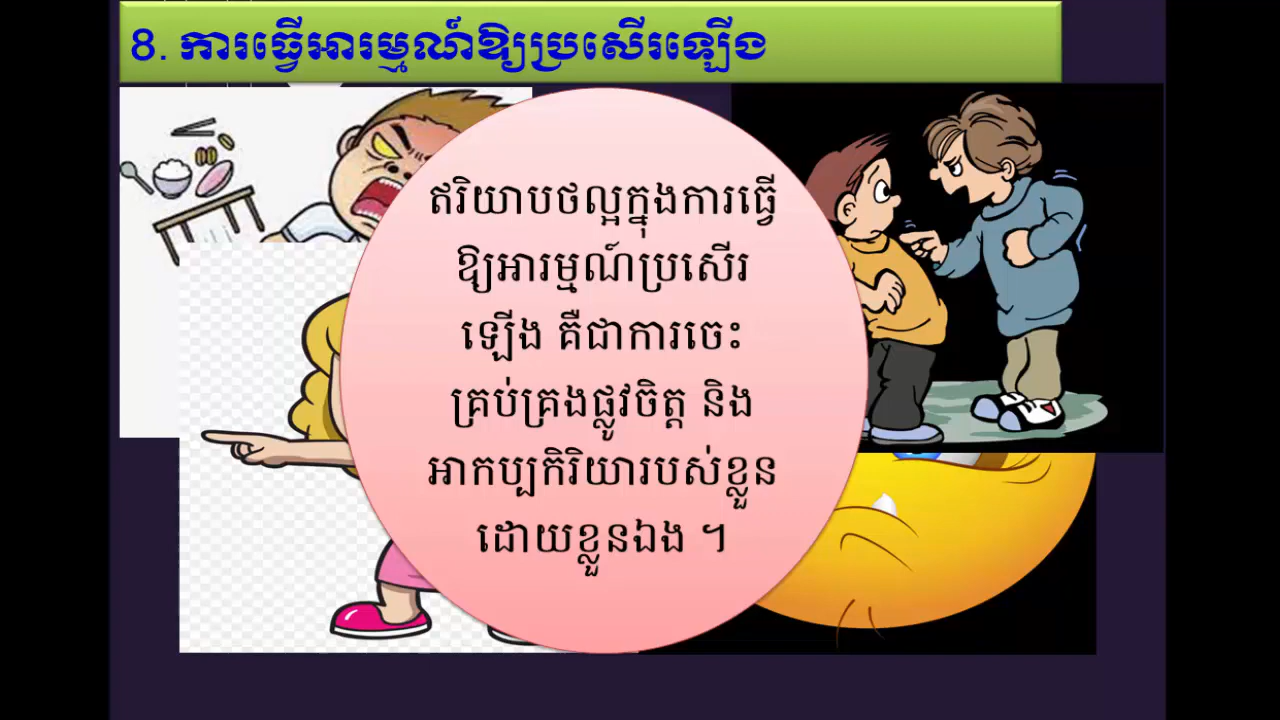 8. ការធ្វើអារម្មណ៍ឱ្យប្រសើរឡើង
ឥរិយាបថល្អក្នុងការធ្វើ
ឱ្យអារម្មណ៍ប្រសើរ
ឡើង គឺជាការចេះ
គ្រប់គ្រងផ្លូវចិត្ត និង
អាកប្បកិរិយារបស់ខ្លួន
ដោយខ្លួនឯង ។